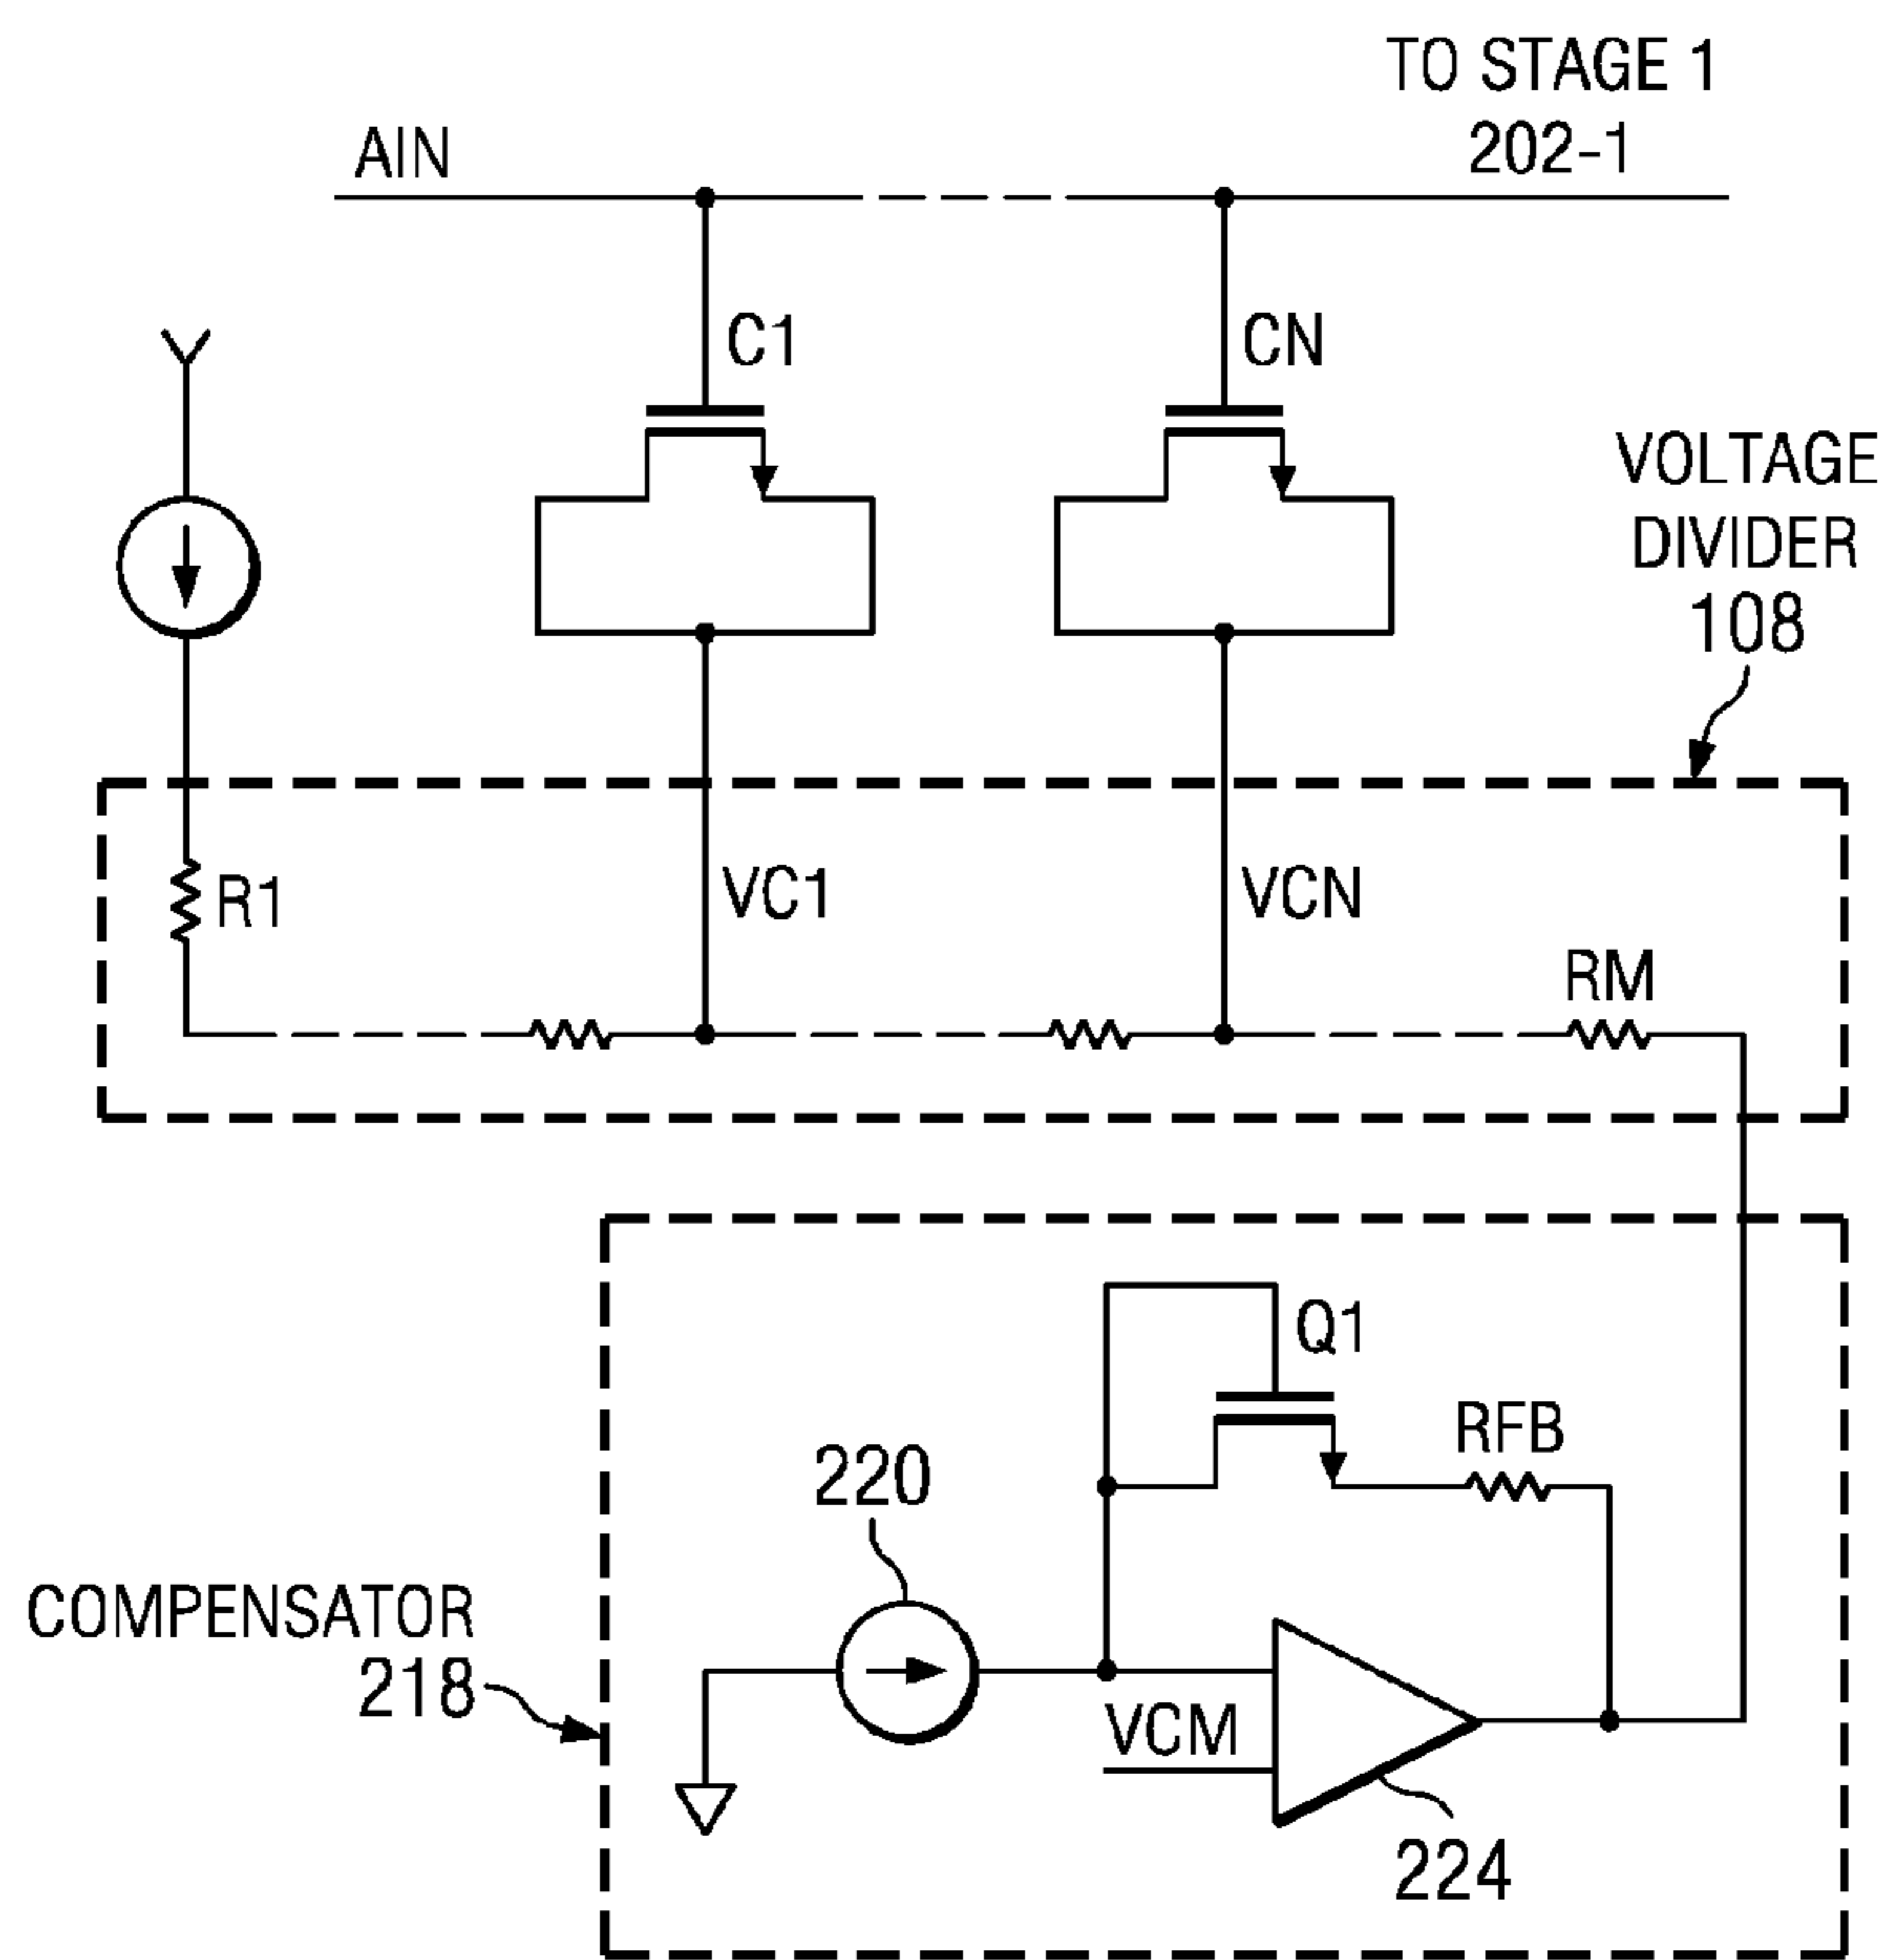 TO STAGE 1
202-1
AIN
C1
CN
VOLTAGE
DIVIDER
108
R1
VC1
VCN
RM
Q1
RFB
220
COMPENSATOR
218
VCM
224